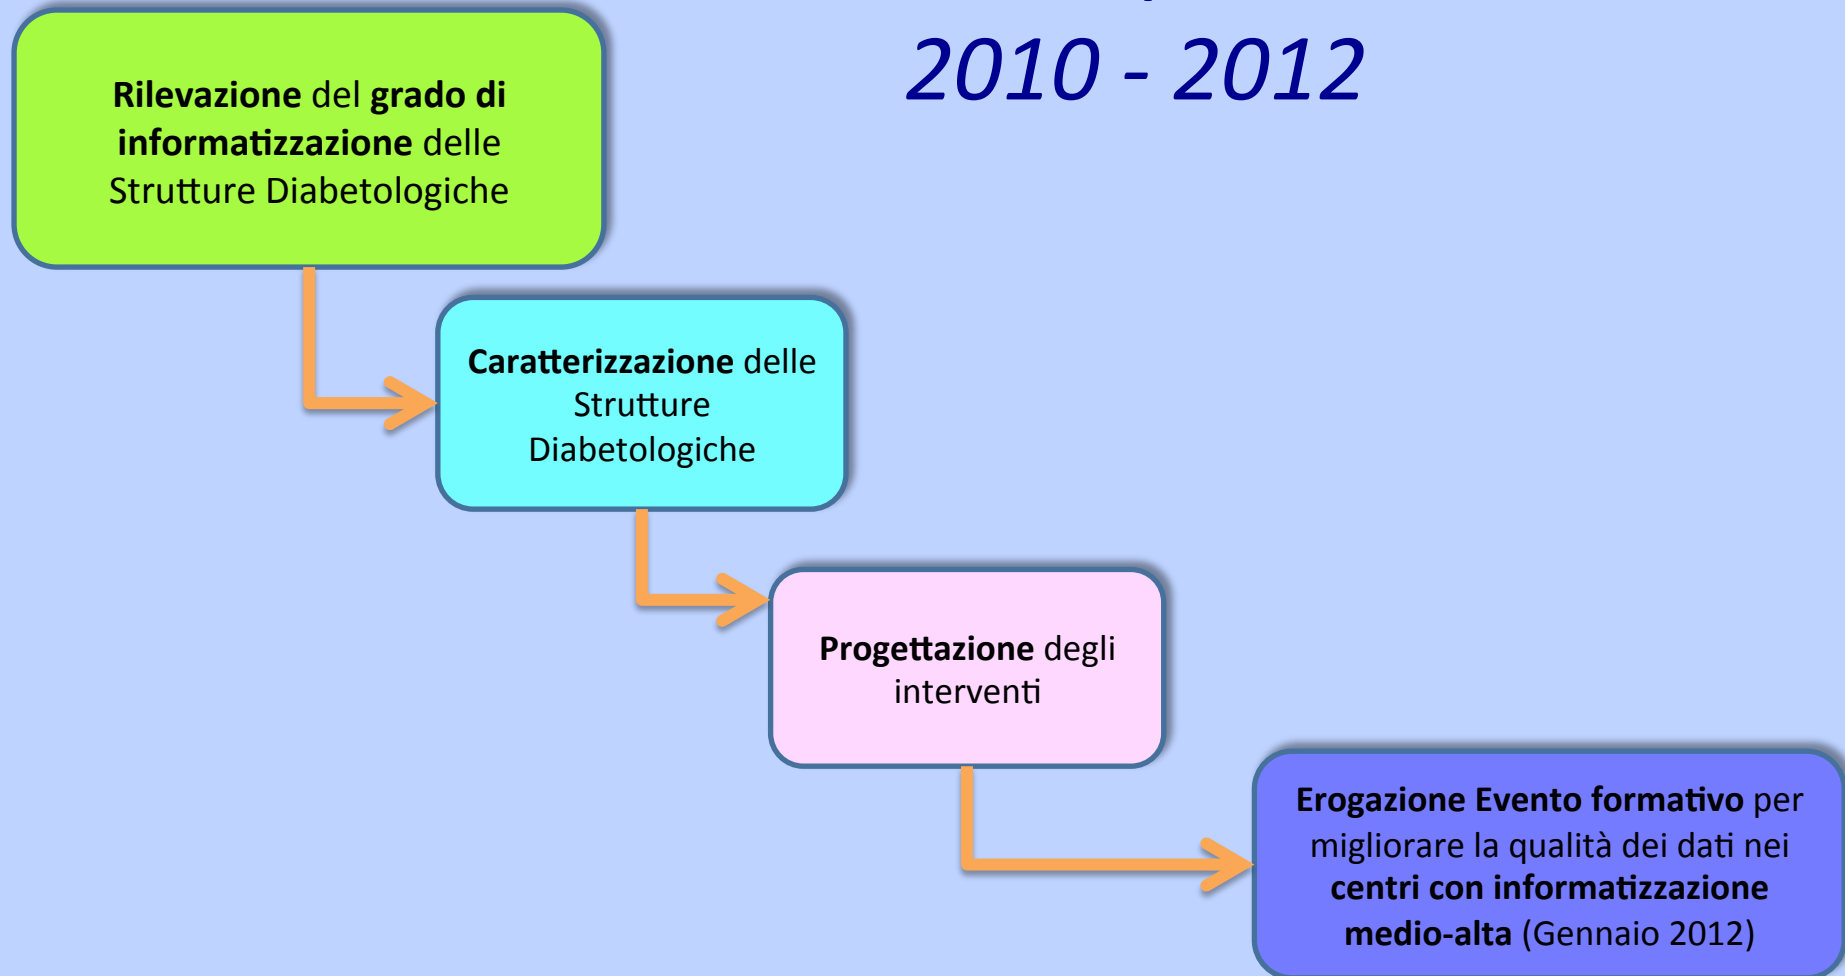 2010 - 2012
Rilevazione del grado di
informatizzazione delle
Strutture Diabetologiche
Caratterizzazione delle
Strutture
Diabetologiche
Progettazione degli
interventi
Erogazione Evento formativo per
migliorare la qualità dei dati nei
centri con informatizzazione
medio-alta (Gennaio 2012)